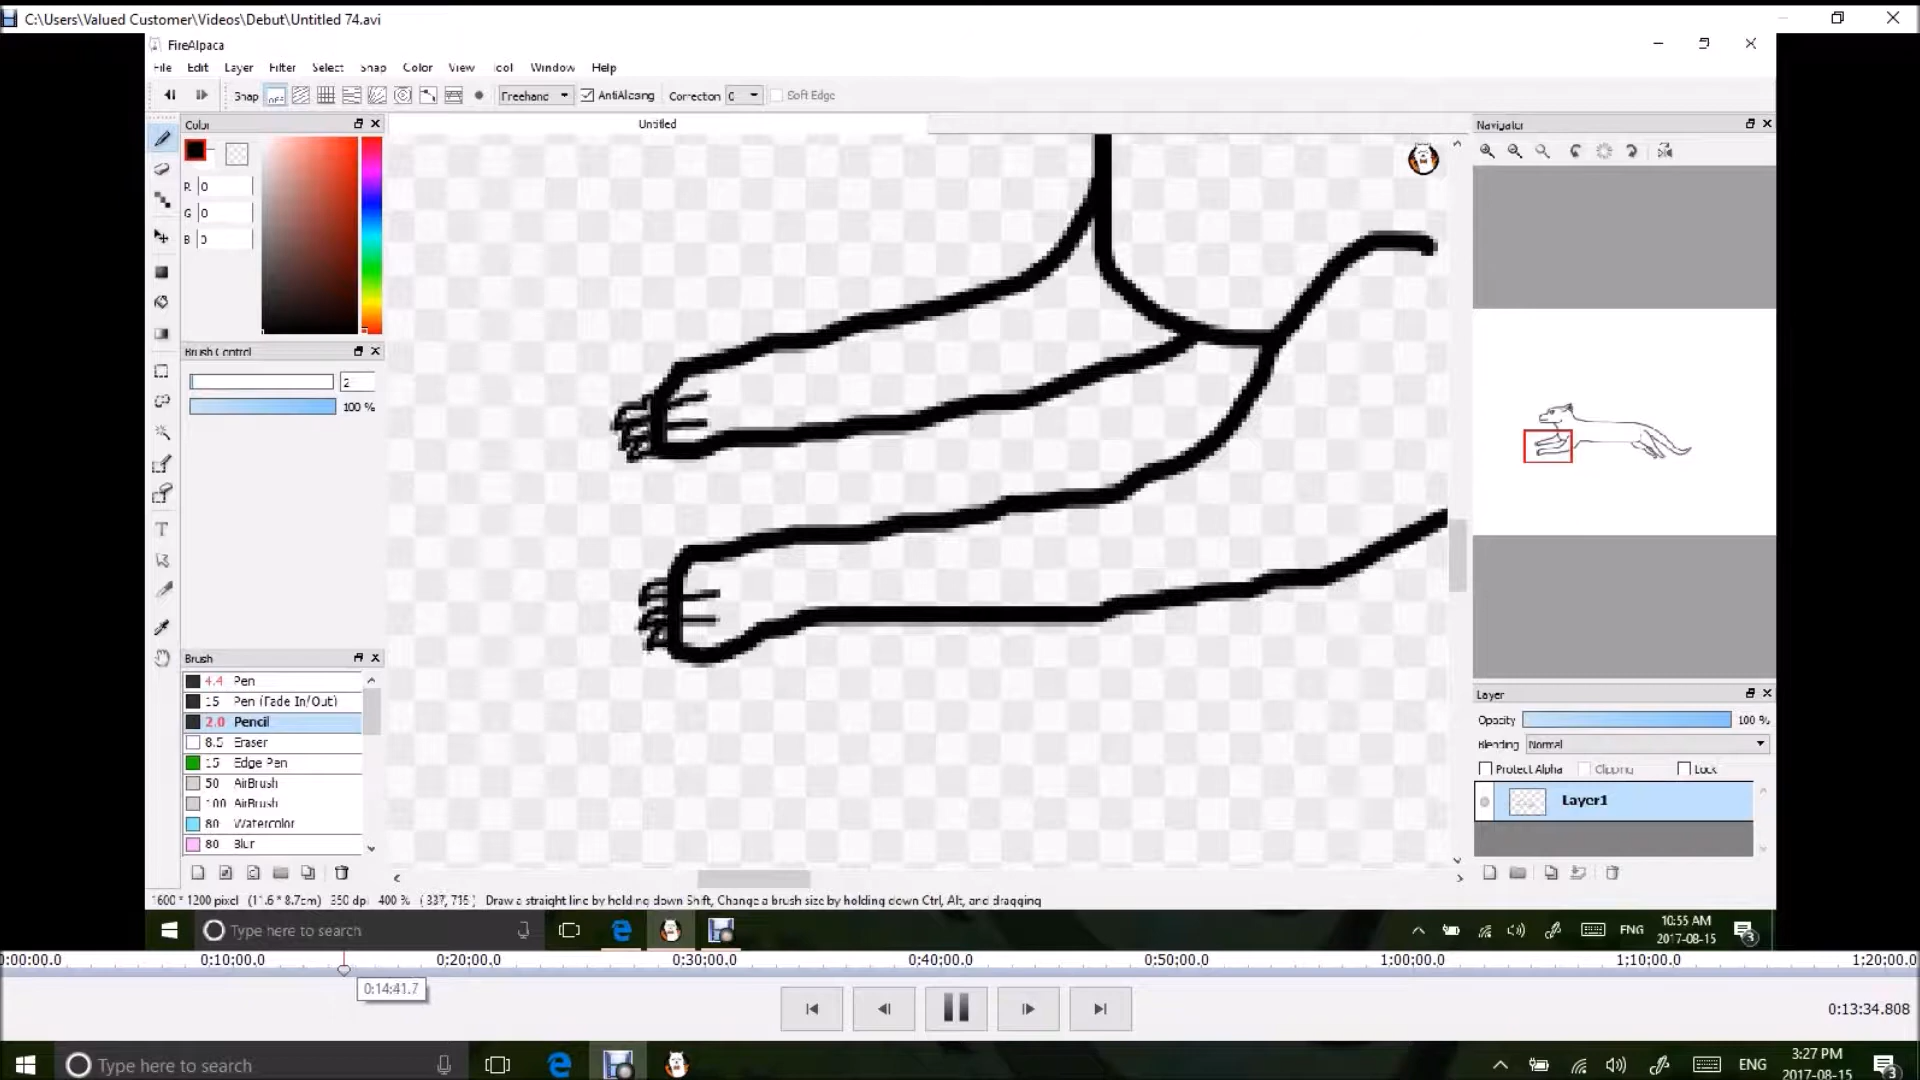 C:\Users\Valued Customer\Videos\Debut\Untitled 74.avi
FireAlpaca
File Edit Layer Filter Select Snap Color View Tool Window Help
Snap OFF Freehand AntiAliasing Correction 0 Soft Edge
Color
Untitled
Navigator
R 0
G 0
B 0
Brush Control
2
100 %
Brush
4.4 Pen
15 Pen (Fade In/Out)
2.0 Pencil
8.5 Eraser
15 Edge Pen
50 AirBrush
100 AirBrush
80 Watercolor
80 Blur
Layer
Opacity 100 %
Blending Normal
Protect Alpha Clipping Lock
Layer1
1600 * 1200 pixel (11.6 * 8.7cm) 350 dpi 400 % ( 337, 715 ) Draw a straight line by holding down Shift, Change a brush size by holding down Ctrl, Alt, and dragging
Type here to search
ENG
10:55 AM
2017-08-15
3
0:00:00.0 0:10:00.0 0:20:00.0 0:30:00.0 0:40:00.0 0:50:00.0 1:00:00.0 1:10:00.0 1:20:00.0
0:14:41.7
0:13:34.808
Type here to search
ENG
3:27 PM
2017-08-15
3